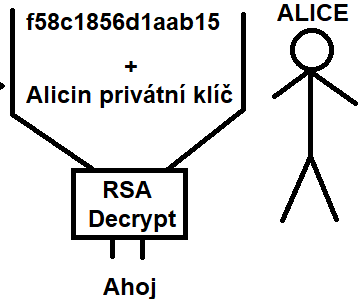 ALICE
f58c1856d1aab15
+
Alicin privátní klíč
RSA
Decrypt
Ahoj